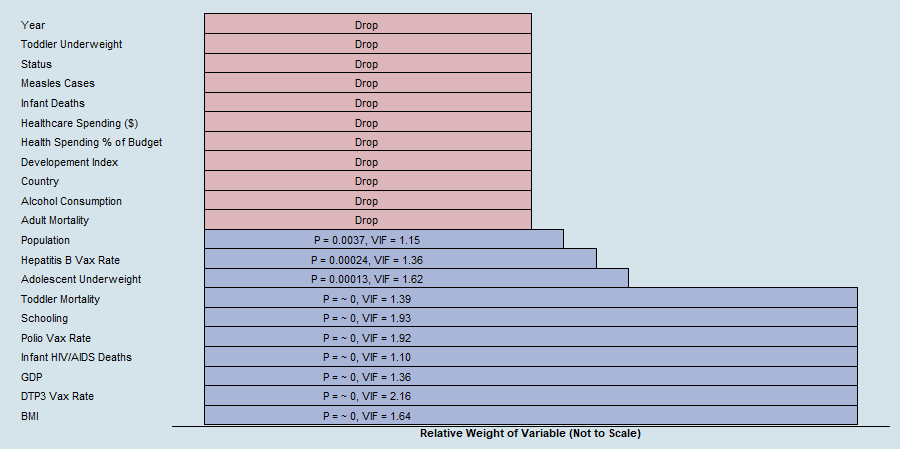 Year Drop
Toddler Underweight Drop
Status Drop
Measles Cases Drop
Infant Deaths Drop
Healthcare Spending ($) Drop
Health Spending % of Budget Drop
Developement Index Drop
Country Drop
Alcohol Consumption Drop
Adult Mortality Drop
Population P = 0.0037, VIF = 1.15
Hepatitis B Vax Rate P = 0.00024, VIF = 1.36
Adolescent Underweight P = 0.00013, VIF = 1.62
Toddler Mortality P = ~ 0, VIF = 1.39
Schooling P = ~ 0, VIF = 1.93
Polio Vax Rate P = ~ 0, VIF = 1.92
Infant HIV/AIDS Deaths P = ~ 0, VIF = 1.10
GDP P = ~ 0, VIF = 1.36
DTP3 Vax Rate P = ~ 0, VIF = 2.16
BMI P = ~ 0, VIF = 1.64
Relative Weight of Variable (Not to Scale)